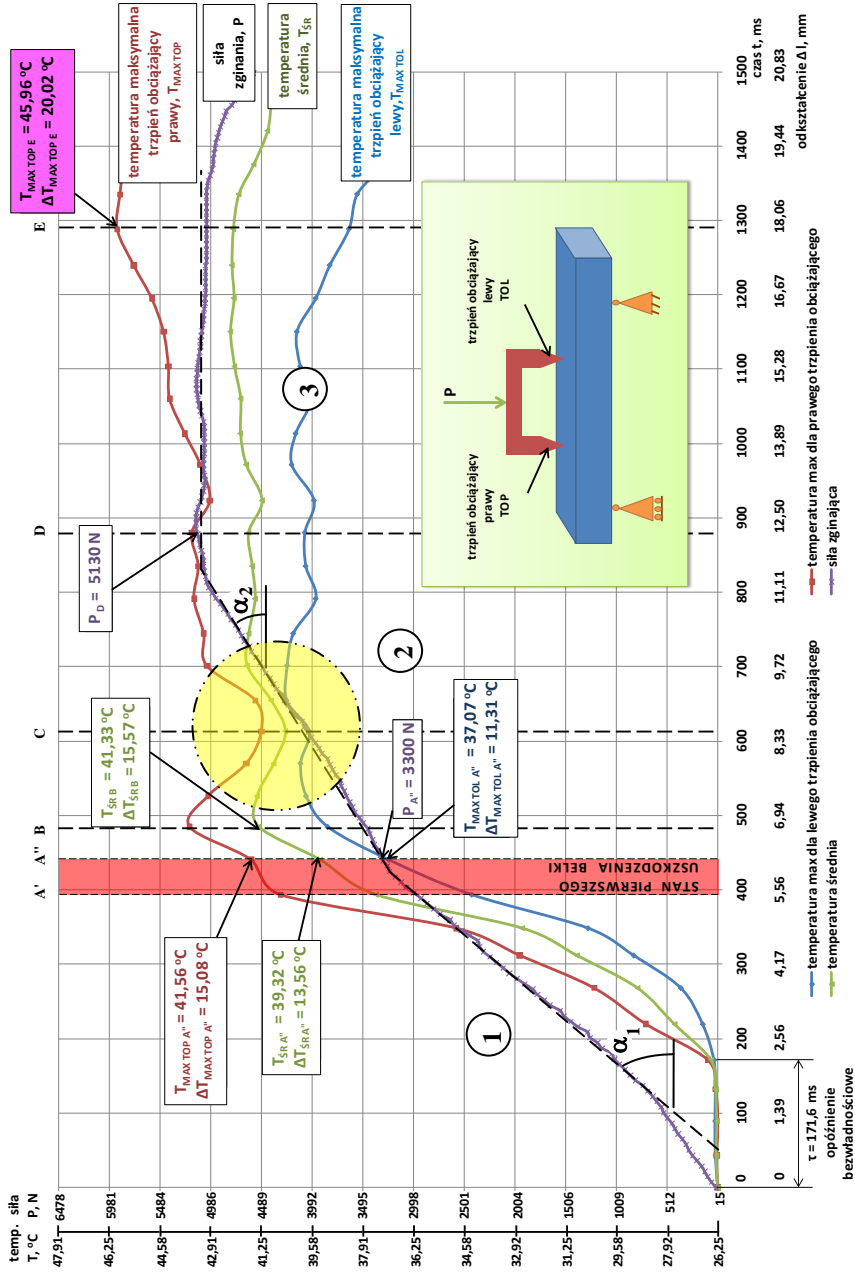 temp. siła
T, °C P, N
47,91 6478
46,25 5981
44,58 5484
42,91 4986
41,25 4489
39,58 3992
37,91 3495
36,25 2998
34,58 2501
32,92 2004
31,25 1506
29,58 1009
27,92 512
26,25 15
A' A" B C D E
T MAX TOP E = 45,96 °C
ΔT MAX TOP E = 20,02 °C
temperatura maksymalna
trzpień obciążający
prawy, T MAX TOP
siła
zginania, P
temperatura
średnia, TŚR
temperatura maksymalna
trzpień obciążający
lewy, T MAX TOL
P D = 5130 N
TŚR B = 41,33 °C
ΔTŚR B = 15,57 °C
T MAX TOP A" = 41,56 °C
ΔT MAX TOP A" = 15,08 °C
TŚR A" = 39,32 °C
ΔTŚR A" = 13,56 °C
P A" = 3300 N
T MAX TOL A" = 37,07 °C
ΔT MAX TOL A" = 11,31 °C
STAN PIERWSZEGO
USZKODZENIA BELKI
α1
α2
1
2
3
P
trzpień obciążający
prawy
TOP
trzpień obciążający
lewy
TOL
0 100 200 300 400 500 600 700 800 900 1000 1100 1200 1300 1400 1500
czas t, ms
0 1,39 2,56 4,17 5,56 6,94 8,33 9,72 11,11 12,50 13,89 15,28 16,67 18,06 19,44 20,83
odkształcenie Δ l, mm
τ = 171,6 ms
opóźnienie
bezwładnościowe
temperatura max dla lewego trzpienia obciążającego
temperatura max dla prawego trzpienia obciążającego
temperatura średnia
siła zginająca